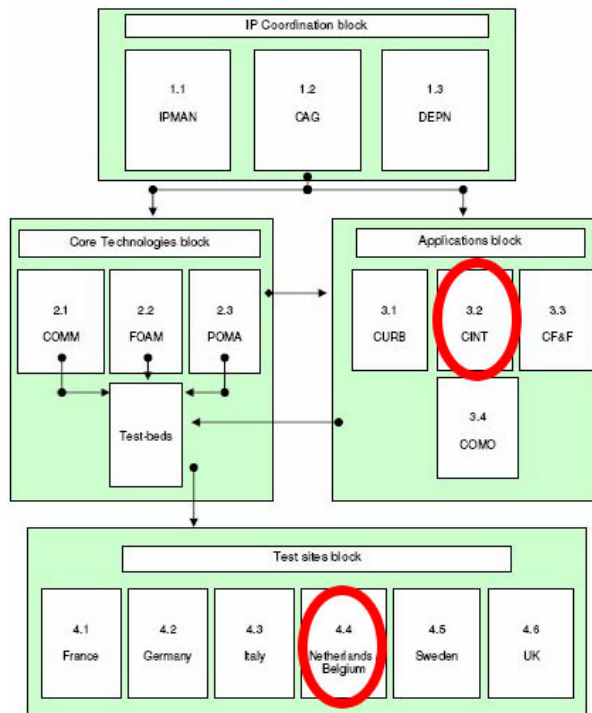 IP Coordination block
1.1
IPMAN
1.2
CAG
1.3
DEPN
Core Technologies block
2.1
COMM
2.2
FOAM
2.3
POMA
Test-beds
Applications block
3.1
CURB
3.2
CINT
3.3
CF&F
3.4
COMO
Test sites block
4.1
France
4.2
Germany
4.3
Italy
4.4
Netherlands
Belgium
4.5
Sweden
4.6
UK